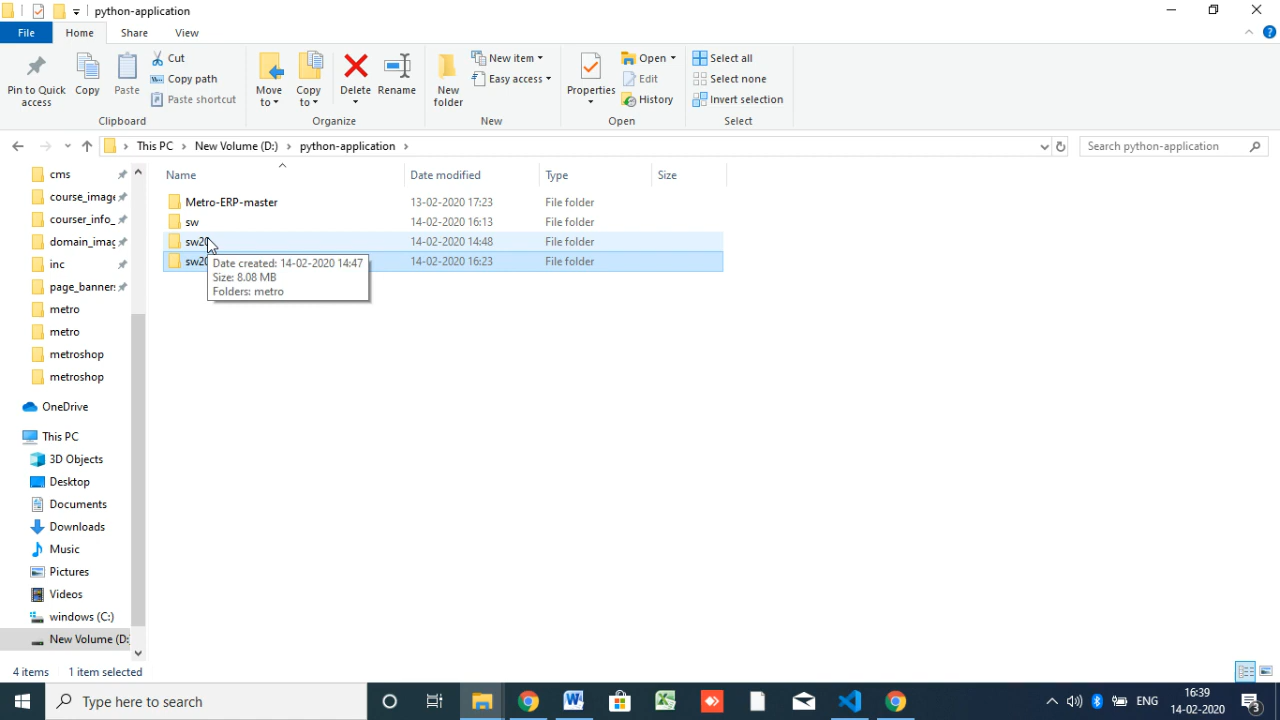 python-application
File Home Share View
Pin to Quick access
Copy
Paste
Cut
Copy path
Paste shortcut
Clipboard
Move to
Copy to
Delete
Rename
Organize
New folder
New item
Easy access
New
Properties
Open
Edit
History
Open
Select all
Select none
Invert selection
Select
This PC > New Volume (D:) > python-application >
Search python-application
cms
course_image
courser_info_
domain_imag
inc
page_banner
metro
metro
metroshop
metroshop
OneDrive
This PC
3D Objects
Desktop
Documents
Downloads
Music
Pictures
Videos
windows (C:)
New Volume (D:
Name Date modified Type Size
Metro-ERP-master 13-02-2020 17:23 File folder
sw 14-02-2020 16:13 File folder
sw20 14-02-2020 14:48 File folder
sw20 14-02-2020 16:23 File folder
Date created: 14-02-2020 14:47
Size: 8.08 MB
Folders: metro
4 items 1 item selected
Type here to search
ENG
16:39
14-02-2020
3